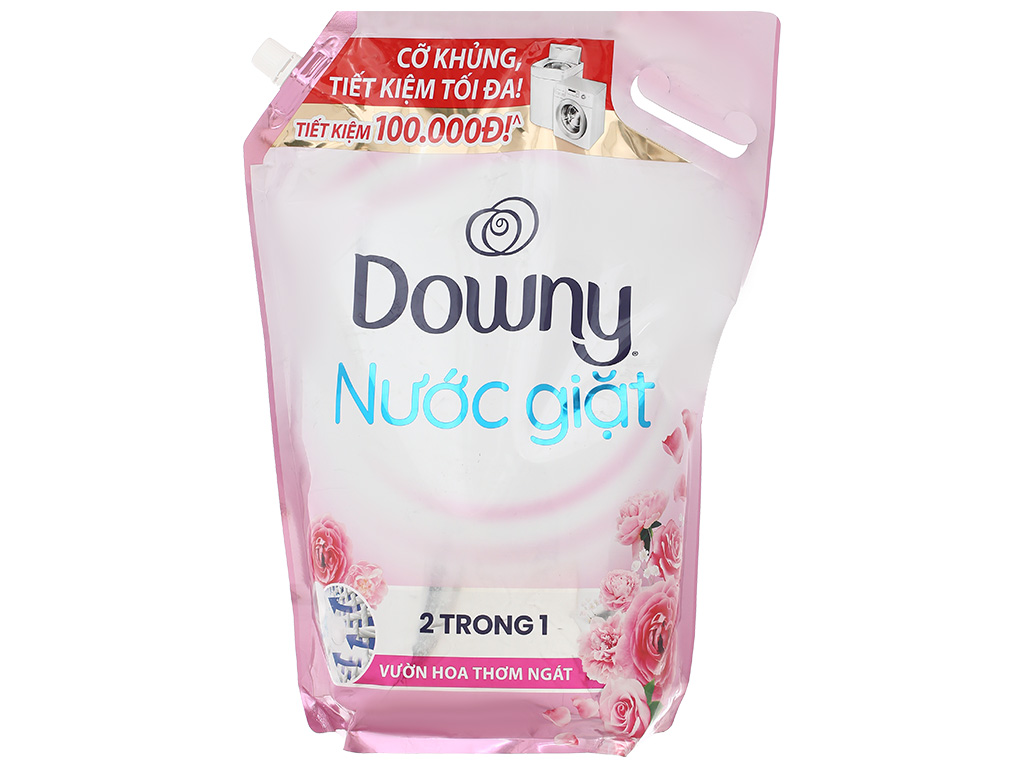 CỠ KHỦNG,
TIẾT KIỆM TỐI ĐA!
TIẾT KIỆM 100.000Đ!^
Downy®
Nước giặt
2 TRONG 1
VƯỜN HOA THƠM NGÁT